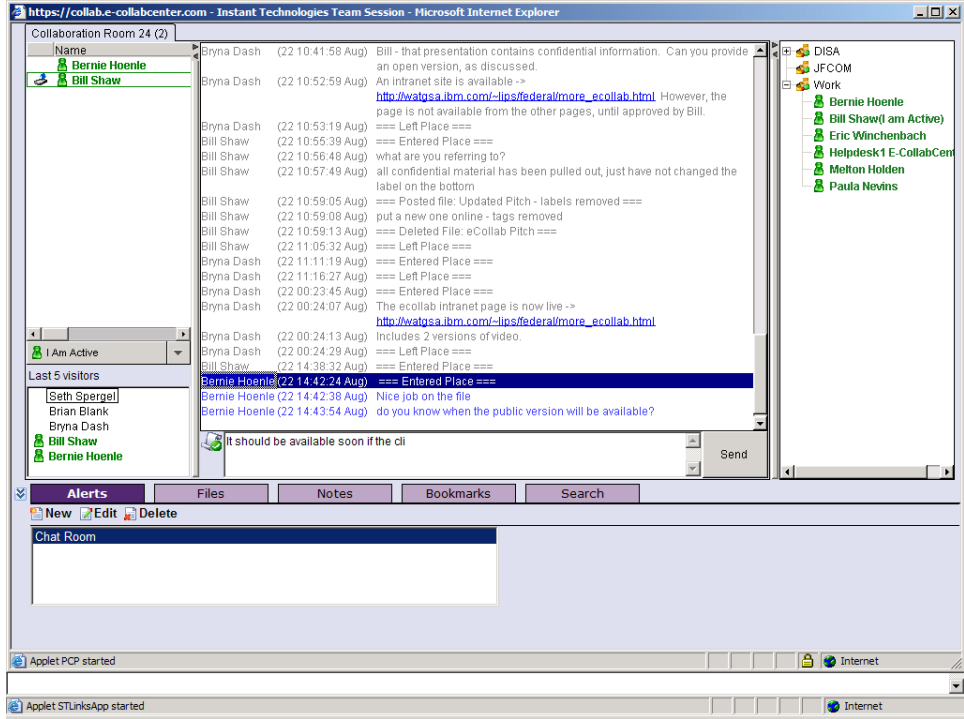 https://collab.e-collabcenter.com - Instant Technologies Team Session - Microsoft Internet Explorer
Collaboration Room 24 (2)
Name
Bernie Hoenle
Bill Shaw
Bryna Dash (22 10:41:58 Aug) Bill - that presentation contains confidential information. Can you provide
an open version, as discussed.
Bryna Dash (22 10:52:59 Aug) An intranet site is available ->
http://watgsa.ibm.com/~lips/federal/more_ecollab.html However, the
page is not available from the other pages, until approved by Bill.
Bryna Dash (22 10:53:19 Aug) === Left Place ===
Bill Shaw (22 10:55:39 Aug) === Entered Place ===
Bill Shaw (22 10:56:48 Aug) what are you referring to?
Bill Shaw (22 10:57:49 Aug) all confidential material has been pulled out, just have not changed the
label on the bottom
Bill Shaw (22 10:59:05 Aug) === Posted file: Updated Pitch - labels removed ===
Bill Shaw (22 10:59:08 Aug) put a new one online - tags removed
Bill Shaw (22 10:59:13 Aug) === Deleted File: eCollab Pitch ===
Bill Shaw (22 11:05:32 Aug) === Left Place ===
Bryna Dash (22 11:11:19 Aug) === Entered Place ===
Bryna Dash (22 11:16:27 Aug) === Left Place ===
Bryna Dash (22 00:23:45 Aug) === Entered Place ===
Bryna Dash (22 00:24:07 Aug) The ecollab intranet page is now live ->
http://watgsa.ibm.com/~lips/federal/more_ecollab.html
Bryna Dash (22 00:24:13 Aug) Includes 2 versions of video.
Bryna Dash (22 00:24:29 Aug) === Left Place ===
Bill Shaw (22 14:38:32 Aug) === Entered Place ===
Bernie Hoenle (22 14:42:24 Aug) === Entered Place ===
Bernie Hoenle (22 14:42:38 Aug) Nice job on the file
Bernie Hoenle (22 14:43:54 Aug) do you know when the public version will be available?
DISA
JFCOM
Work
Bernie Hoenle
Bill Shaw(I am Active)
Eric Winchenbach
Helpdesk1 E-CollabCen
Melton Holden
Paula Nevins
I Am Active
Last 5 visitors
Seth Spergel
Brian Blank
Bryna Dash
Bill Shaw
Bernie Hoenle
It should be available soon if the cli
Send
Alerts Files Notes Bookmarks Search
New Edit Delete
Chat Room
Applet PCP started
Internet
Applet STLinksApp started
Internet